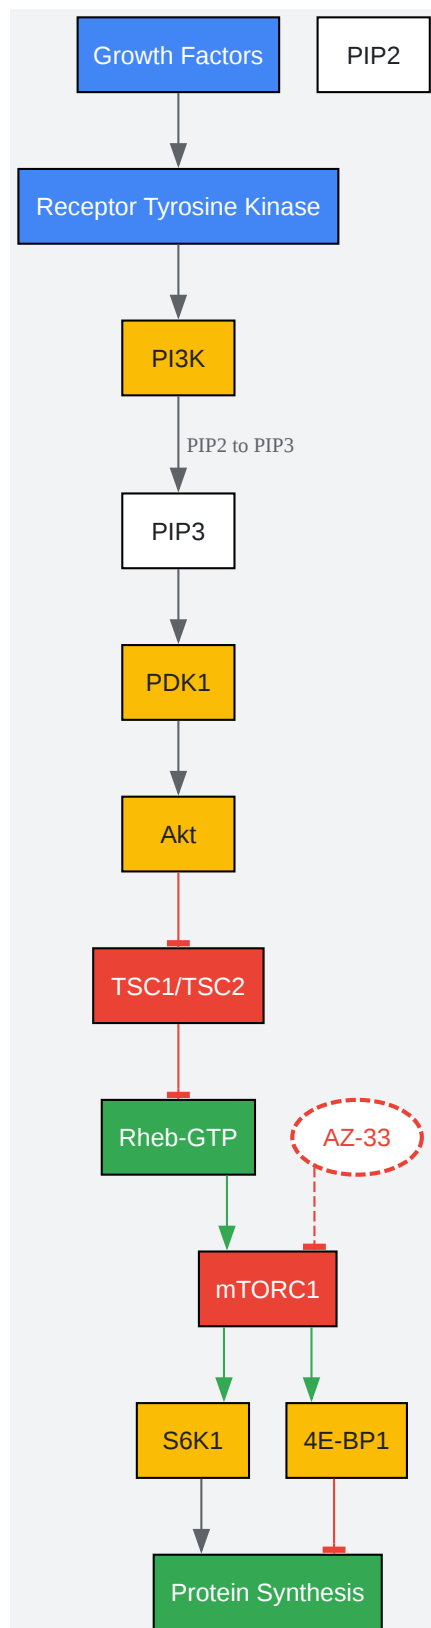 Growth Factors
PIP2
Receptor Tyrosine Kinase
PI3K
PIP2 to PIP3
PIP3
PDK1
Akt
TSC1/TSC2
Rheb-GTP
AZ-33
mTORC1
S6K1
4E-BP1
Protein Synthesis